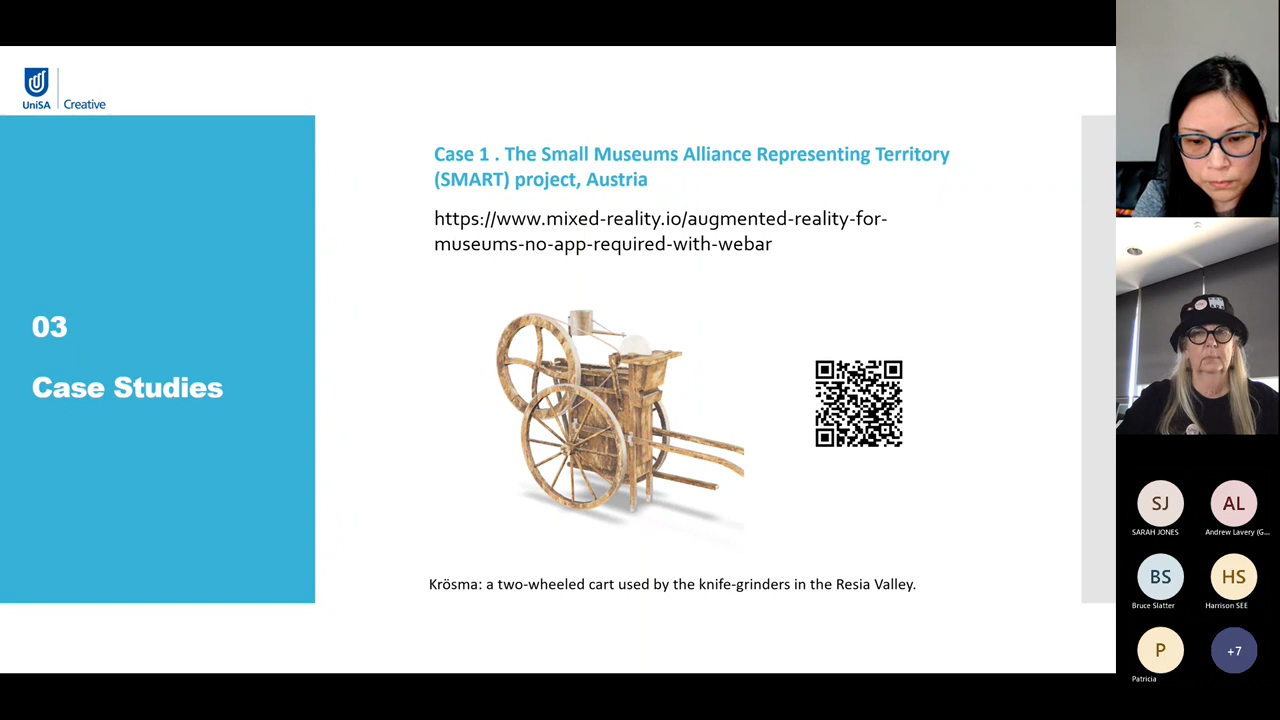 UniSA
Creative
03
Case Studies
Case 1 . The Small Museums Alliance Representing Territory
(SMART) project, Austria
https://www.mixed-reality.io/augmented-reality-for-
museums-no-app-required-with-webar
Krösma: a two-wheeled cart used by the knife-grinders in the Resia Valley.
SJ
AL
SARAH JONES
Andrew Lavery (G...
BS
HS
Bruce Slatter
Harrison SEE
P
+7
Patricia